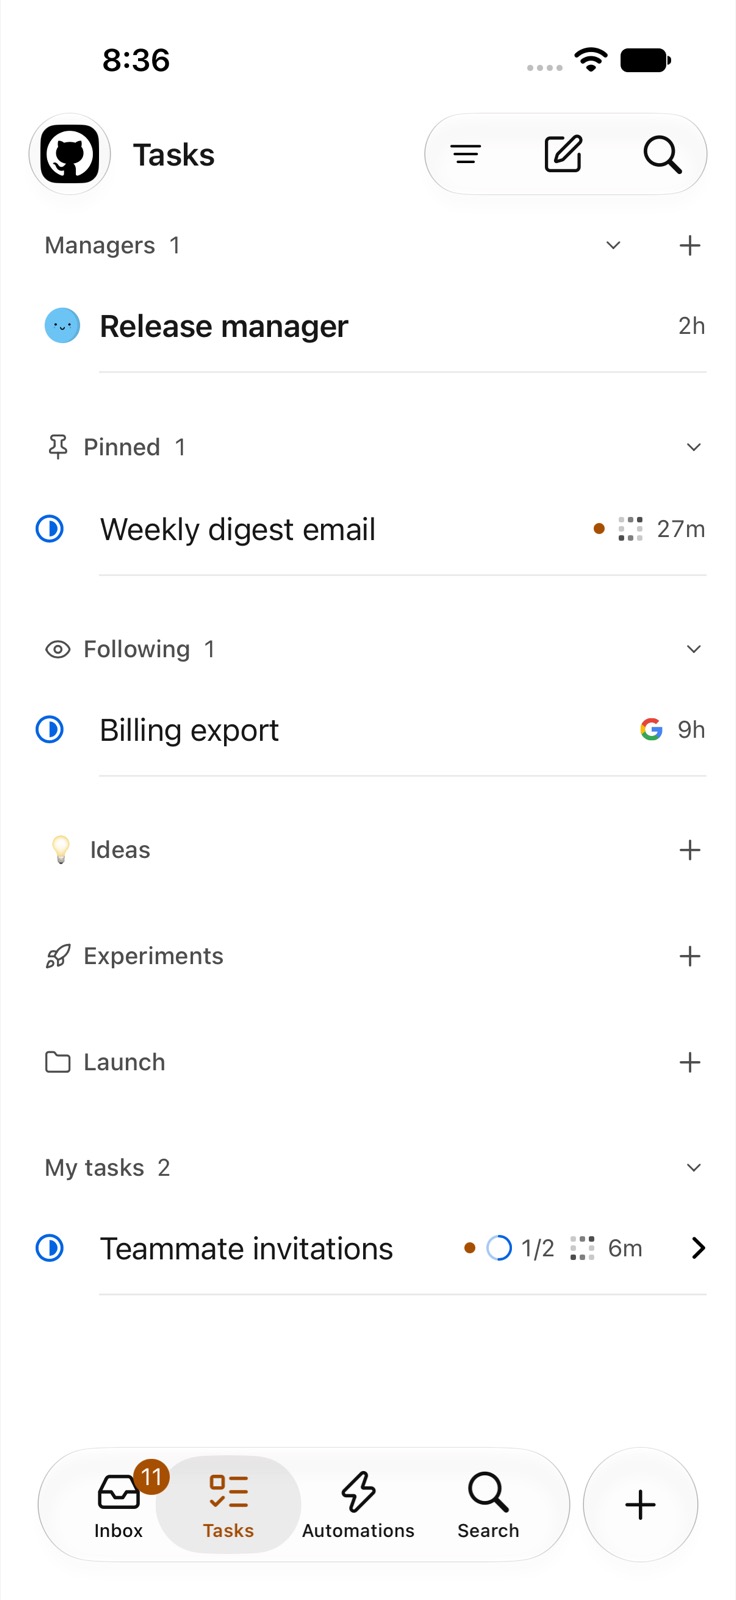 8:36
Tasks
Managers 1
Release manager 2h
Pinned 1
Weekly digest email 27m
Following 1
Billing export 9h
Ideas
Experiments
Launch
My tasks 2
Teammate invitations 1/2 6m
11
Inbox Tasks Automations Search